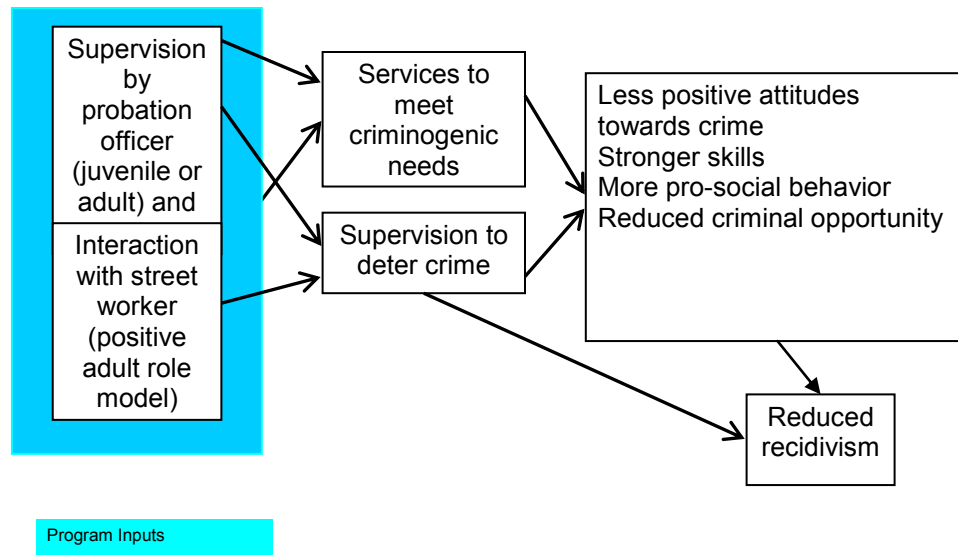 Supervision
by
probation
officer
(juvenile or
adult) and
Interaction
with street
worker
(positive
adult role
model)
Services to
meet
criminogenic
needs
Supervision to
deter crime
Less positive attitudes
towards crime
Stronger skills
More pro-social behavior
Reduced criminal opportunity
Reduced
recidivism
Program Inputs